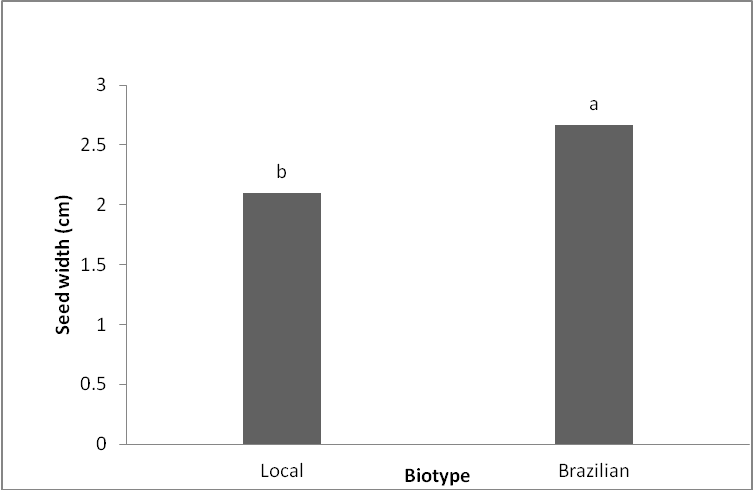 3
2.5
2
1.5
1
0.5
0
Seed width (cm)
b
a
Local
Brazilian
Biotype